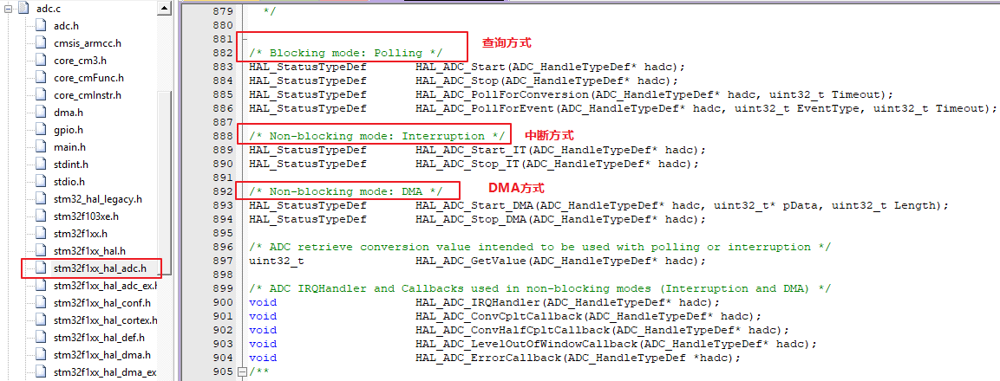 adc.c
adc.h
cmsis_armcc.h
core_cm3.h
core_cmFunc.h
core_cmInstr.h
dma.h
gpio.h
main.h
stdint.h
stdio.h
stm32_hal_legacy.h
stm32f103xe.h
stm32f1xx.h
stm32f1xx_hal.h
stm32f1xx_hal_adc.h
stm32f1xx_hal_adc_ex.h
stm32f1xx_hal_conf.h
stm32f1xx_hal_cortex.h
stm32f1xx_hal_def.h
stm32f1xx_hal_dma.h
stm32f1xx_hal_dma_ex
879 */
880
881
查询方式
882 /* Blocking mode: Polling */
883 HAL_StatusTypeDef HAL_ADC_Start(ADC_HandleTypeDef* hadc);
884 HAL_StatusTypeDef HAL_ADC_Stop(ADC_HandleTypeDef* hadc);
885 HAL_StatusTypeDef HAL_ADC_PollForConversion(ADC_HandleTypeDef* hadc, uint32_t Timeout);
886 HAL_StatusTypeDef HAL_ADC_PollForEvent(ADC_HandleTypeDef* hadc, uint32_t EventType, uint32_t Timeout);
887
888 /* Non-blocking mode: Interruption */ 中断方式
889 HAL_StatusTypeDef HAL_ADC_Start_IT(ADC_HandleTypeDef* hadc);
890 HAL_StatusTypeDef HAL_ADC_Stop_IT(ADC_HandleTypeDef* hadc);
891
892 /* Non-blocking mode: DMA */ DMA方式
893 HAL_StatusTypeDef HAL_ADC_Start_DMA(ADC_HandleTypeDef* hadc, uint32_t* pData, uint32_t Length);
894 HAL_StatusTypeDef HAL_ADC_Stop_DMA(ADC_HandleTypeDef* hadc);
895
896 /* ADC retrieve conversion value intended to be used with polling or interruption */
897 uint32_t HAL_ADC_GetValue(ADC_HandleTypeDef* hadc);
898
899 /* ADC IRQHandler and Callbacks used in non-blocking modes (Interruption and DMA) */
900 void HAL_ADC_IRQHandler(ADC_HandleTypeDef* hadc);
901 void HAL_ADC_ConvCpltCallback(ADC_HandleTypeDef* hadc);
902 void HAL_ADC_ConvHalfCpltCallback(ADC_HandleTypeDef* hadc);
903 void HAL_ADC_LevelOutOfWindowCallback(ADC_HandleTypeDef* hadc);
904 void HAL_ADC_ErrorCallback(ADC_HandleTypeDef *hadc);
905 /**